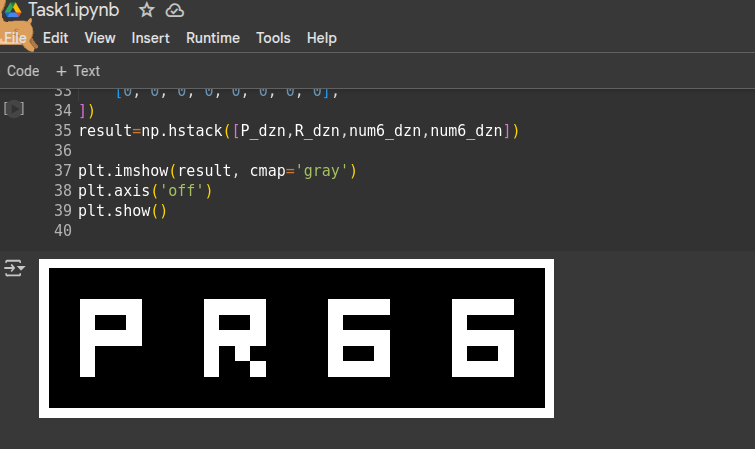 Task1.ipynb
File Edit View Insert Runtime Tools Help
Code + Text
33 [0, 0, 0, 0, 0, 0, 0, 0],
34 ])
35 result=np.hstack([P_dzn,R_dzn,num6_dzn,num6_dzn])
36
37 plt.imshow(result, cmap='gray')
38 plt.axis('off')
39 plt.show()
40
PR66